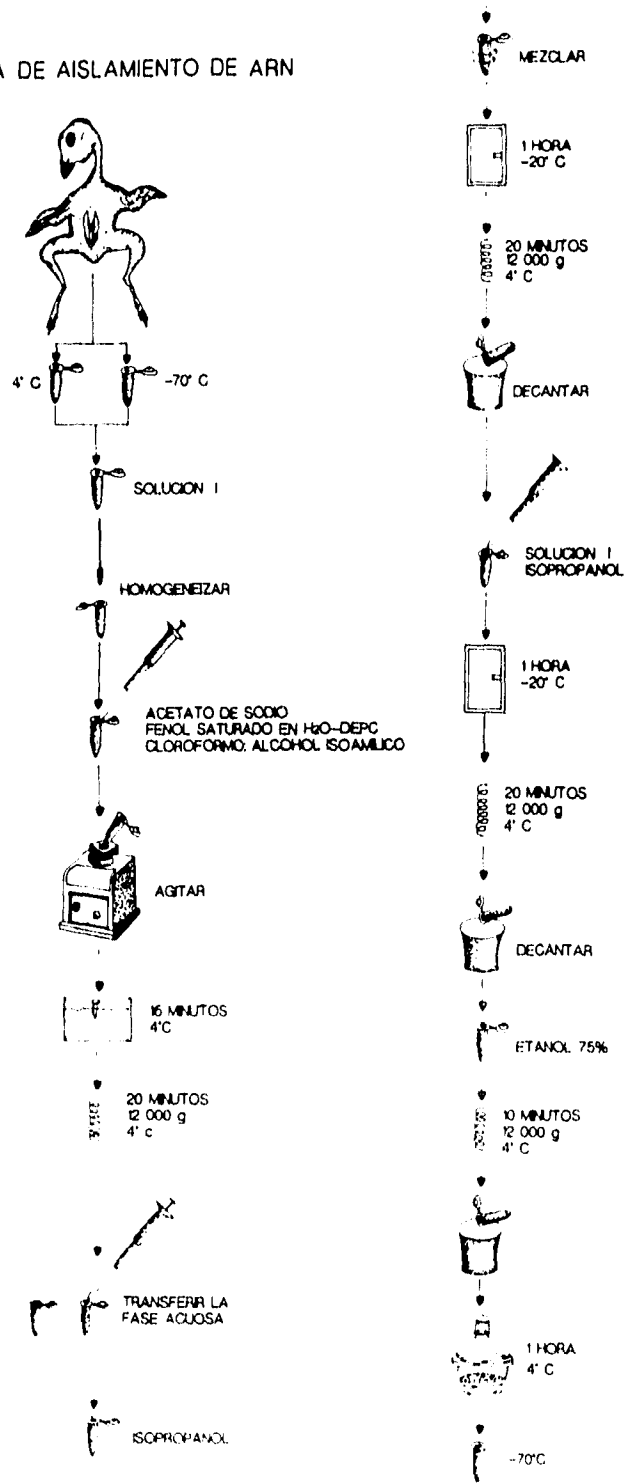 A DE AISLAMIENTO DE ARN
4° C
-70° C
SOLUCION I
HOMOGENEIZAR
ACETATO DE SODIO
FENOL SATURADO EN H2O-DEPC
CLOROFORMO: ALCOHOL ISOAMILICO
AGITAR
15 MINUTOS
4°C
20 MINUTOS
12 000 g
4° c
TRANSFERIR LA
FASE ACUOSA
ISOPROPANOL
MEZCLAR
1 HORA
-20° C
20 MINUTOS
12 000 g
4° C
DECANTAR
SOLUCION I
ISOPROPANOL
1 HORA
-20° C
20 MINUTOS
12 000 g
4° C
DECANTAR
ETANOL 75%
10 MINUTOS
12 000 g
4° C
1 HORA
4° C
-70°C